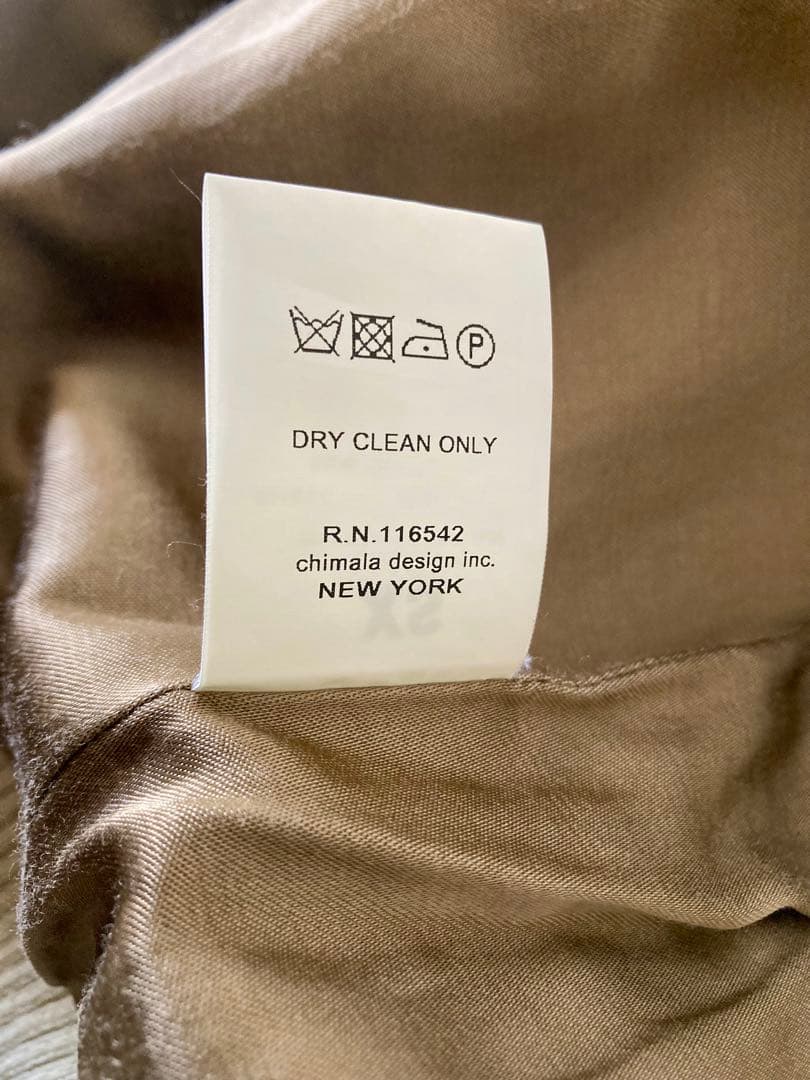 P
DRY CLEAN ONLY
R.N.116542
chimala design inc.
NEW YORK